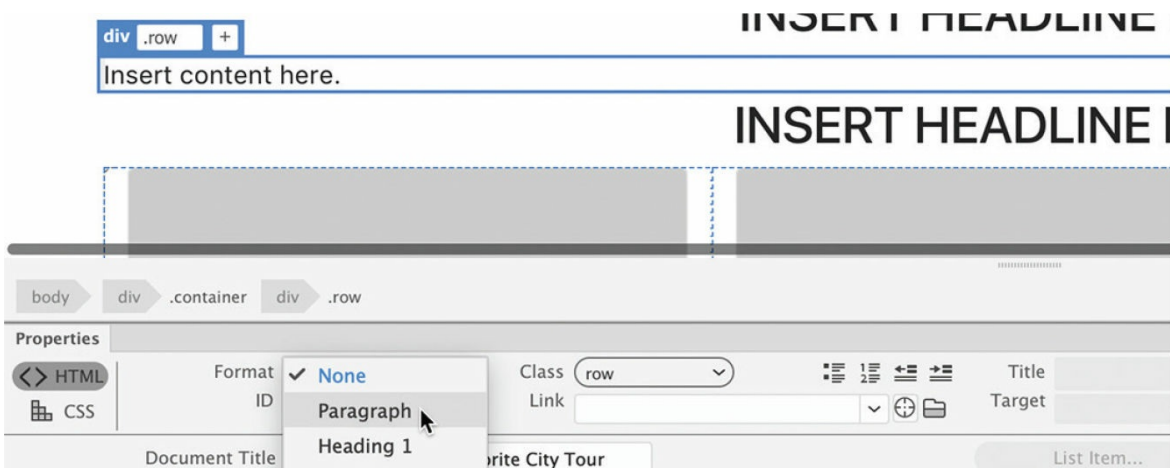 INSERT HEADLINE
div .row +
Insert content here.
INSERT HEADLINE
body div .container div .row
Properties
HTML Format None Class row Title
CSS ID Paragraph Link Target
Heading 1
Document Title rite City Tour List Item...